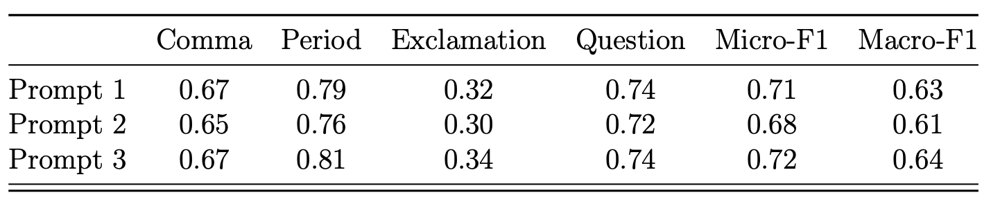 Comma Period Exclamation Question Micro-F1 Macro-F1
Prompt 1 0.67 0.79 0.32 0.74 0.71 0.63
Prompt 2 0.65 0.76 0.30 0.72 0.68 0.61
Prompt 3 0.67 0.81 0.34 0.74 0.72 0.64